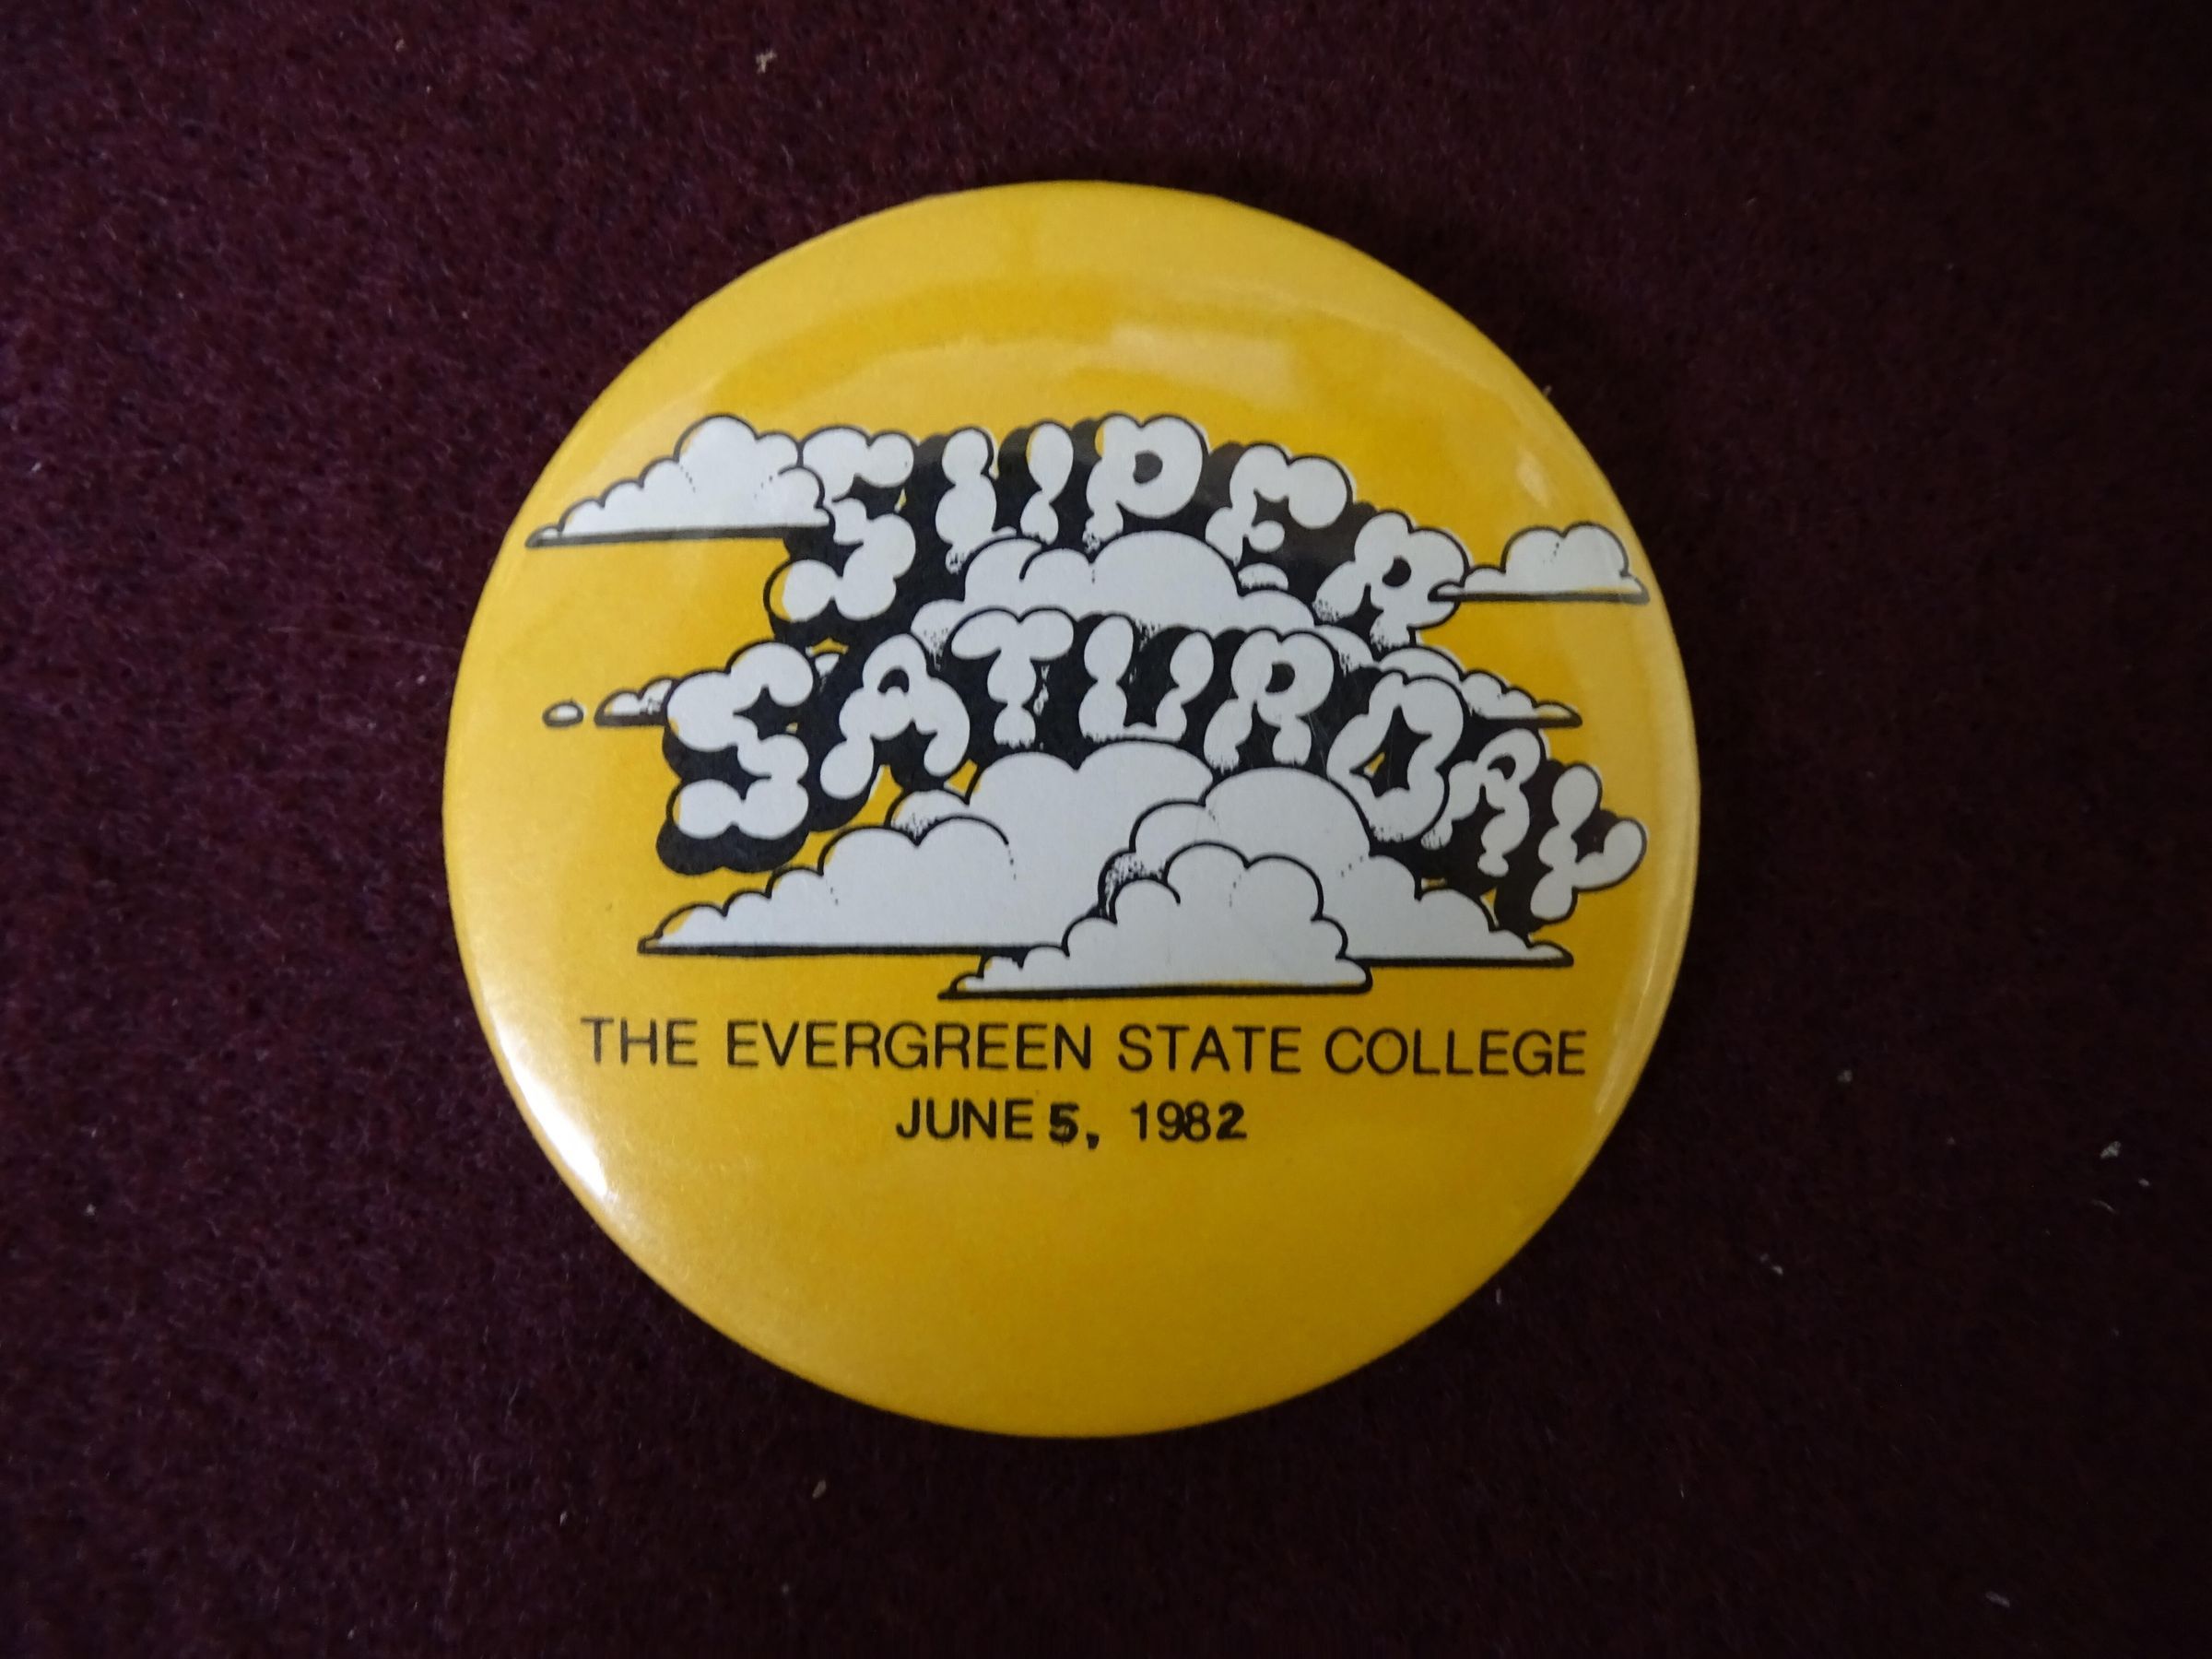 SUPER
SATURDAY
THE EVERGREEN STATE COLLEGE
JUNE 5, 1982